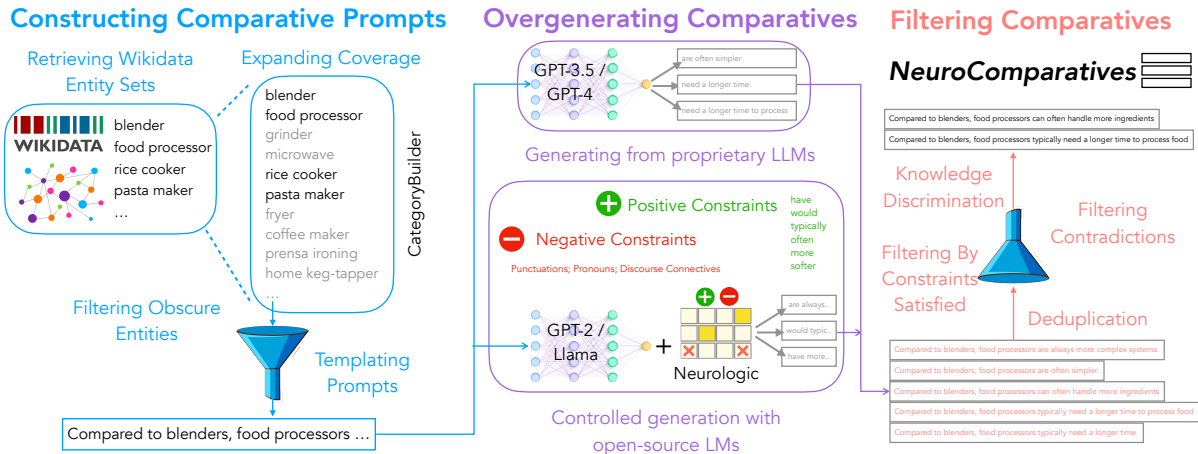 Constructing Comparative Prompts
Retrieving Wikidata
Entity Sets
WIKIDATA
blender
food processor
rice cooker
pasta maker
...
Expanding Coverage
blender
food processor
grinder
microwave
rice cooker
pasta maker
fryer
coffee maker
prensa ironing
home keg-tapper
...
CategoryBuilder
Filtering Obscure
Entities
Templating
Prompts
Compared to blenders, food processors ...
Overgenerating Comparatives
GPT-3.5 /
GPT-4
are often simpler
need a longer time.
need a longer time to process
Generating from proprietary LLMs
Positive Constraints
have
would
typically
often
more
softer
Negative Constraints
Punctuations; Pronouns; Discourse Connectives
GPT-2 /
Llama
+
Neurologic
are always..
would typic..
have more..
Controlled generation with
open-source LMs
Filtering Comparatives
NeuroComparatives
Compared to blenders, food processors can often handle more ingredients
Compared to blenders, food processors typically need a longer time to process food
Knowledge
Discrimination
Filtering
Contradictions
Filtering By
Constraints
Satisfied
Deduplication
Compared to blenders, food processors are always more complex systems.
Compared to blenders, food processors are often simpler.
Compared to blenders, food processors can often handle more ingredients
Compared to blenders, food processors typically need a longer time to process food
Compared to blenders, food processors typically need a longer time.